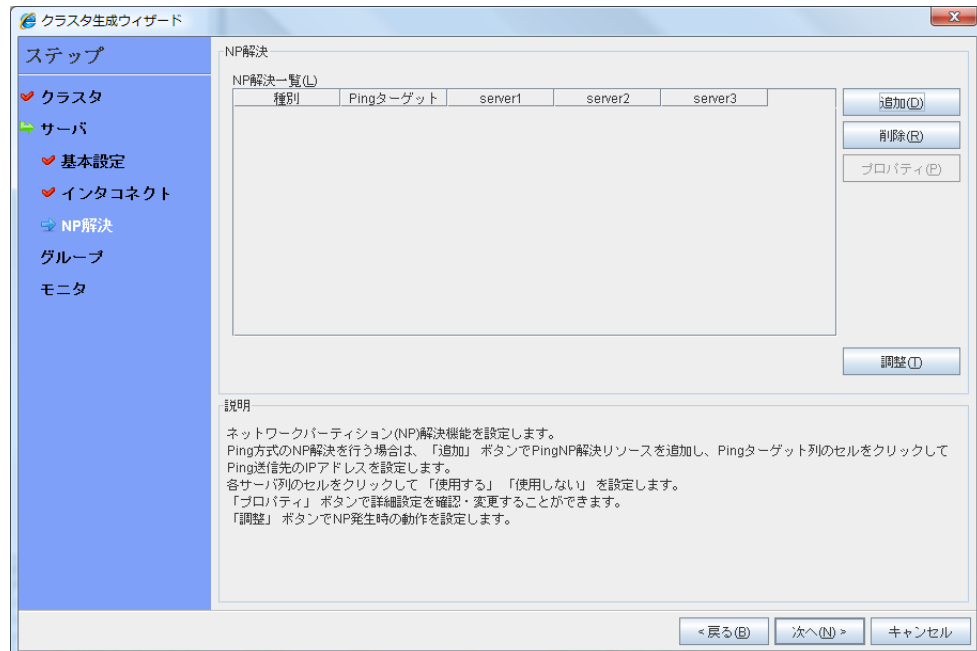 クラスタ生成ウィザード
ステップ
クラスタ
サーバ
基本設定
インタコネクト
NP解決
グループ
モニタ
NP解決
NP解決一覧(L)
種別 Pingターゲット server1 server2 server3
追加(D)
削除(R)
プロパティ(P)
調整(T)
説明
ネットワークパーティション(NP)解決機能を設定します。
Ping方式のNP解決を行う場合は、「追加」 ボタンでPingNP解決リソースを追加し、Pingターゲット列のセルをクリックして
Ping送信先のIPアドレスを設定します。
各サーバ列のセルをクリックして 「使用する」 「使用しない」 を設定します。
「プロパティ」 ボタンで詳細設定を確認・変更することができます。
「調整」 ボタンでNP発生時の動作を設定します。
<戻る(B) 次へ(N)> キャンセル